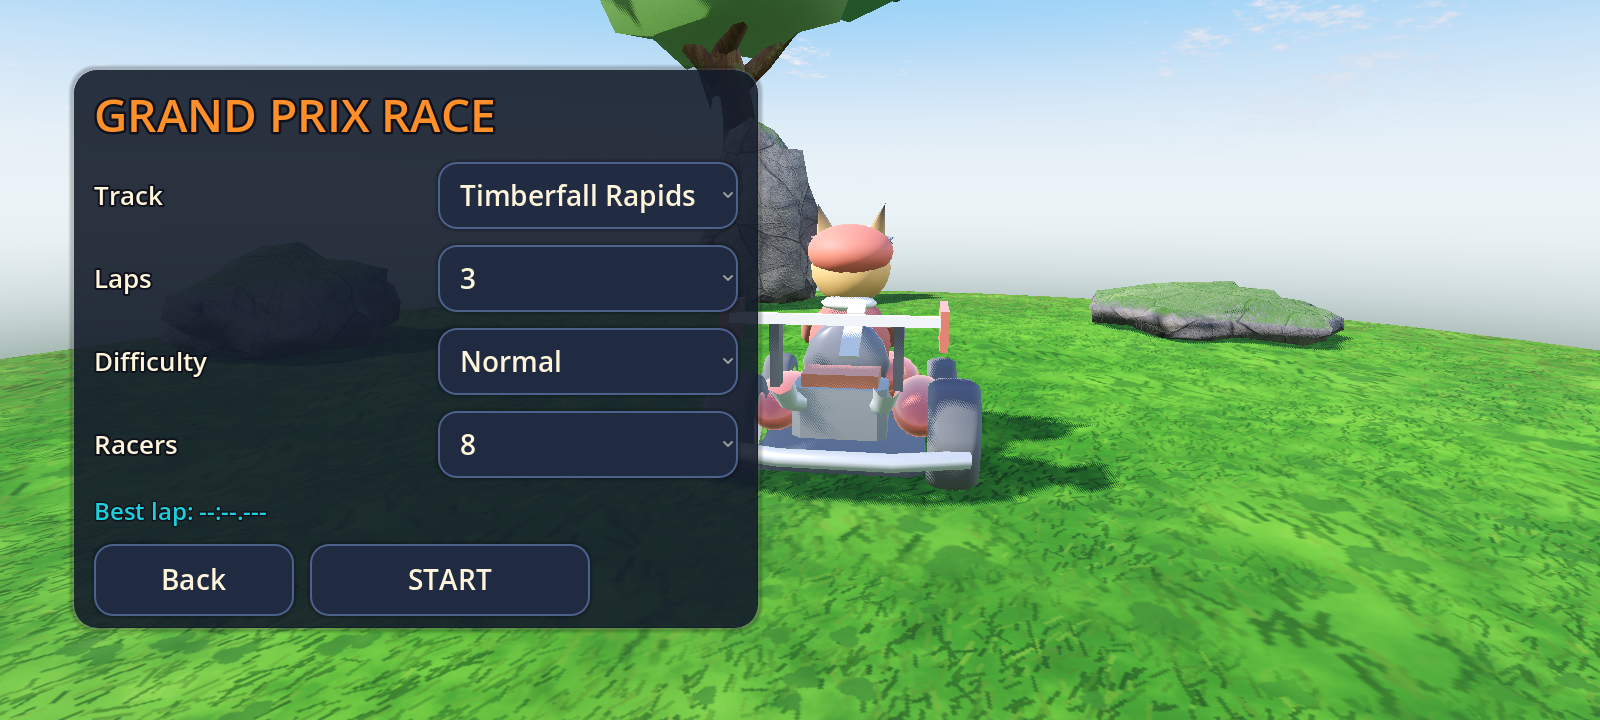 GRAND PRIX RACE
Track
Timberfall Rapids
Laps
3
Difficulty
Normal
Racers
8
Best lap: --:--.---
Back
START